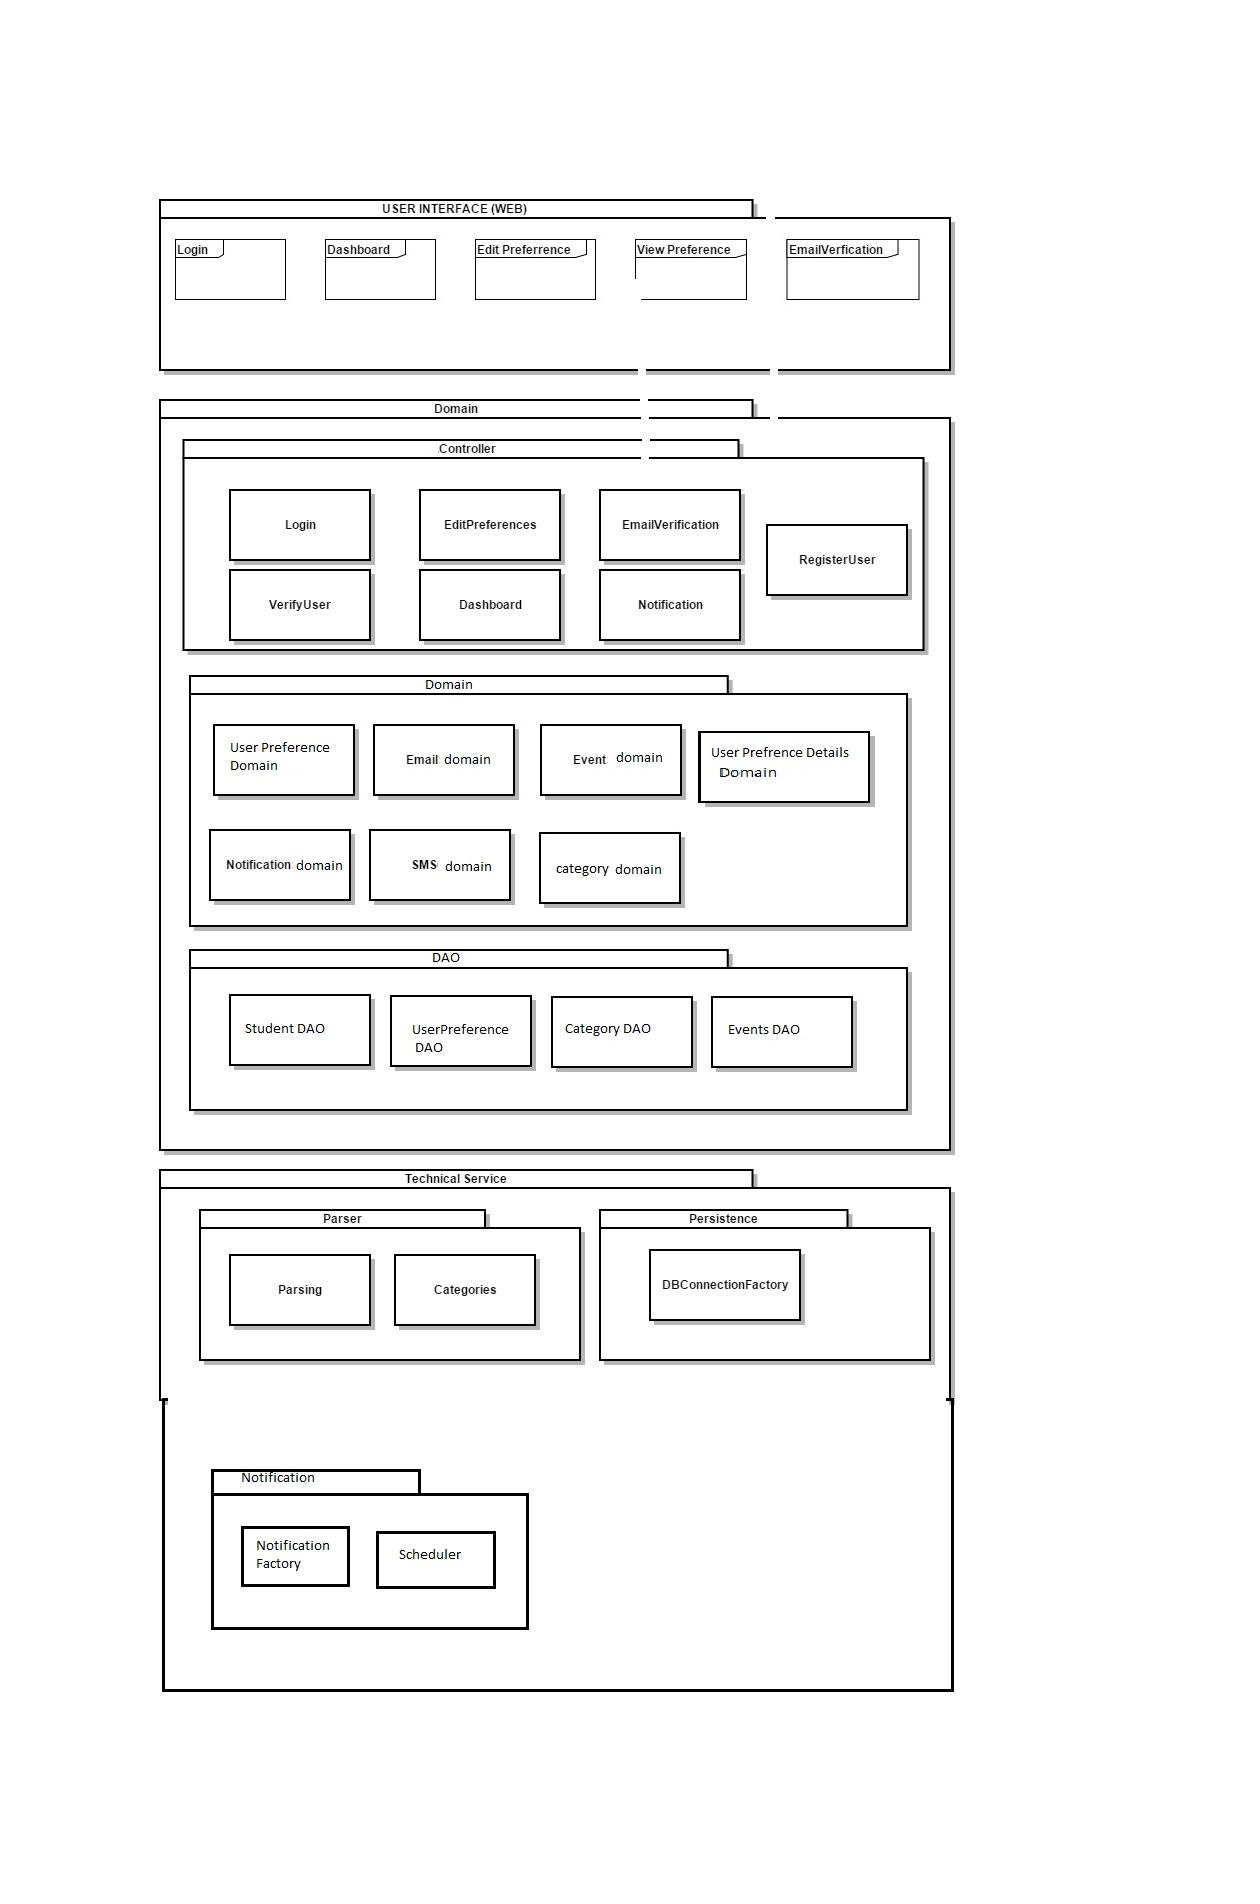 USER INTERFACE (WEB)
Login
Dashboard
Edit Preferrence
View Preference
EmailVerfication
Domain
Controller
Login
EditPreferences
EmailVerification
RegisterUser
VerifyUser
Dashboard
Notification
Domain
User Preference
Domain
Email domain
Event domain
User Prefrence Details
Domain
Notification domain
SMS domain
category domain
DAO
Student DAO
UserPreference
DAO
Category DAO
Events DAO
Technical Service
Parser
Persistence
Parsing
Categories
DBConnectionFactory
Notification
Notification
Factory
Scheduler